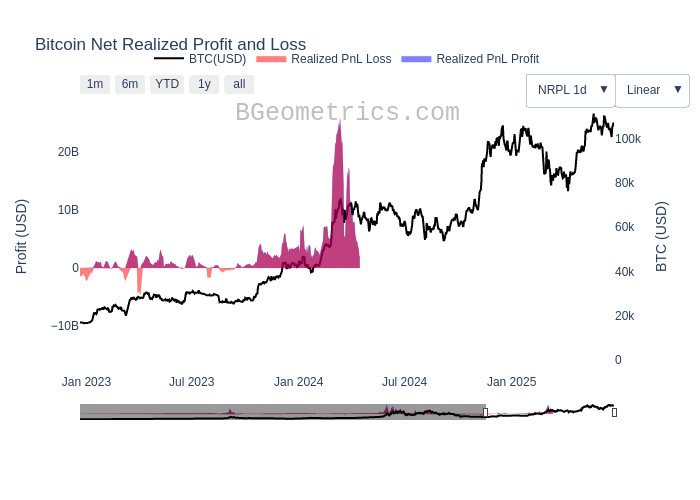 Bitcoin Net Realized Profit and Loss
BTC(USD) Realized PnL Loss Realized PnL Profit
1m 6m YTD 1y all
NRPL 1d ▼ Linear ▼
BGeometrics.com
20B
10B
0
−10B
Profit (USD)
100k
80k
60k
40k
20k
0
BTC (USD)
Jan 2023 Jul 2023 Jan 2024 Jul 2024 Jan 2025